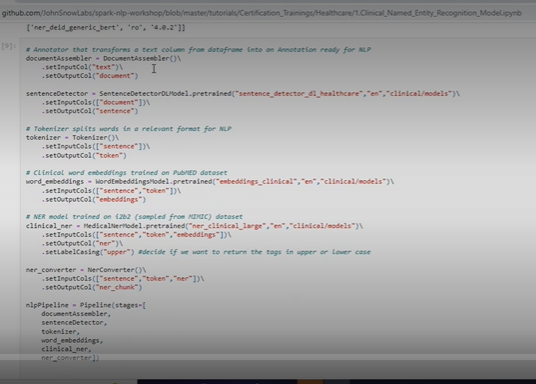 github.com/JohnSnowLabs/spark-nlp-workshop/blob/master/tutorials/Certification_Trainings/Healthcare/1.Clinical_Named_Entity_Recognition_Model.ipynb
['ner_deid_generic_bert', 'ro', '4.0.2']]
# Annotator that transforms a text column from dataframe into an Annotation ready for NLP
documentAssembler = DocumentAssembler()\
.setInputCol("text")\
.setOutputCol("document")
sentenceDetector = SentenceDetectorDLModel.pretrained("sentence_detector_dl_healthcare","en","clinical/models")\
.setInputCols(["document"])\
.setOutputCol("sentence")
# Tokenizer splits words in a relevant format for NLP
tokenizer = Tokenizer()\
.setInputCols(["sentence"])\
.setOutputCol("token")
# Clinical word embeddings trained on PubMED dataset
word_embeddings = WordEmbeddingsModel.pretrained("embeddings_clinical","en","clinical/models")\
.setInputCols(["sentence","token"])\
.setOutputCol("embeddings")
# NER model trained on i2b2 (sampled from MIMIC) dataset
clinical_ner = MedicalNerModel.pretrained("ner_clinical_large","en","clinical/models")\
.setInputCols(["sentence","token","embeddings"])\
.setOutputCol("ner")\
.setLabelCasing("upper") #decide if we want to return the tags in upper or lower case
ner_converter = NerConverter()\
.setInputCols(["sentence","token","ner"])\
.setOutputCol("ner_chunk")
nlpPipeline = Pipeline(stages=[
documentAssembler,
sentenceDetector,
tokenizer,
word_embeddings,
clinical_ner,
ner_converter])